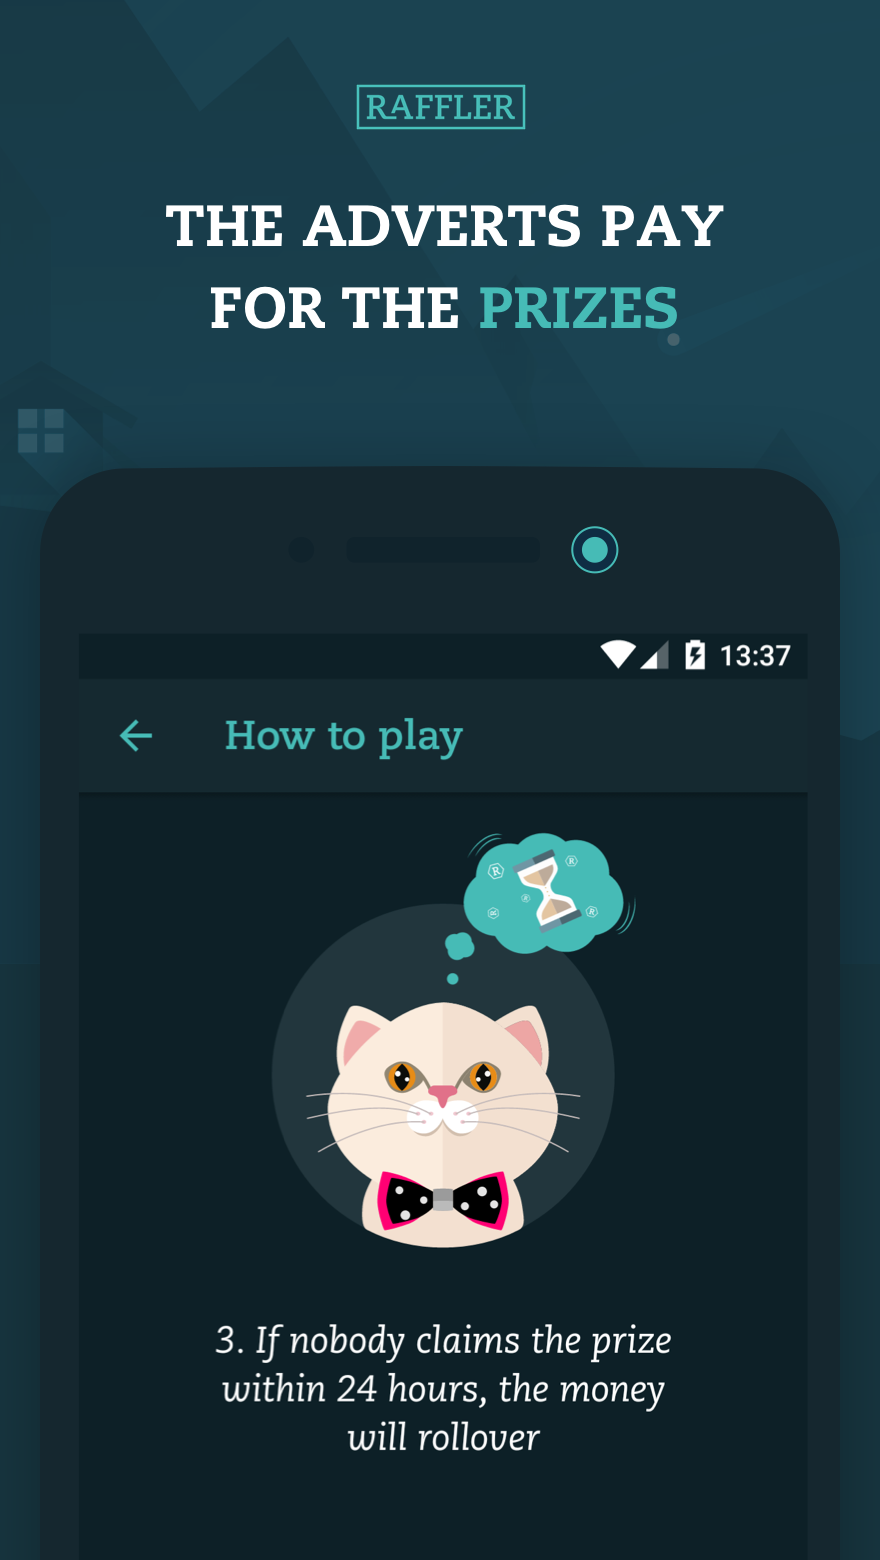 RAFFLER
THE ADVERTS PAY
FOR THE PRIZES
13:37
How to play
R
R
R
R
R
3. If nobody claims the prize
within 24 hours, the money
will rollover